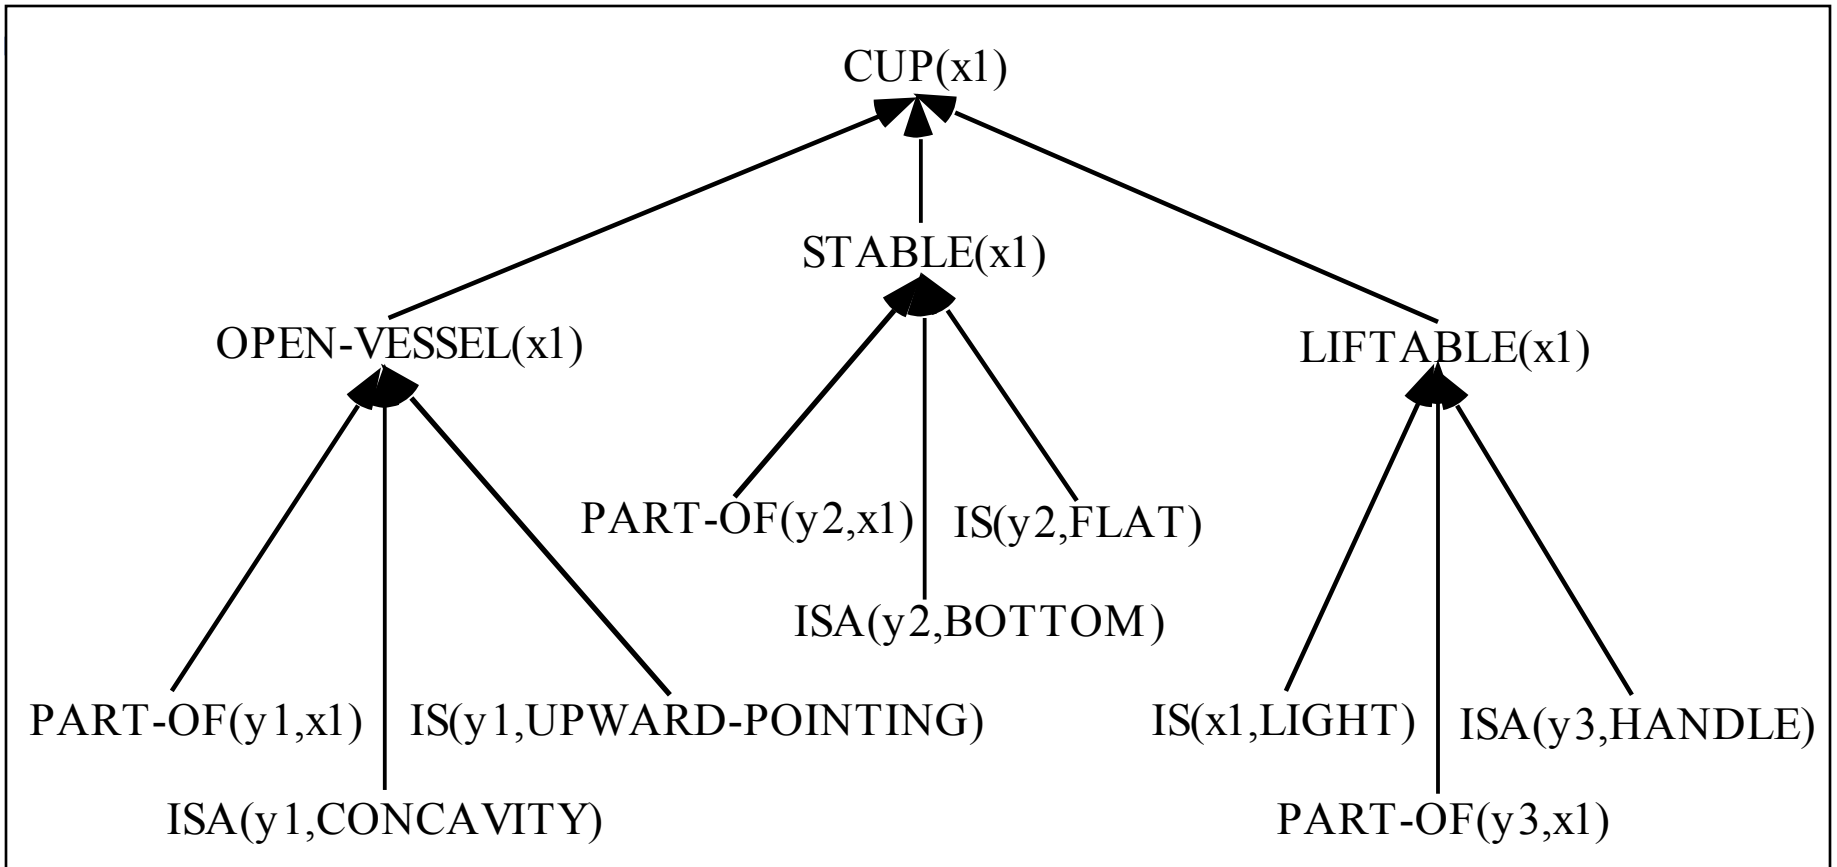 CUP(x1)
STABLE(x1)
OPEN-VESSEL(x1)
LIFTABLE(x1)
PART-OF(y2,x1)
IS(y2,FLAT)
ISA(y2,BOTTOM)
PART-OF(y1,x1)
IS(y1,UPWARD-POINTING)
IS(x1,LIGHT)
ISA(y3,HANDLE)
ISA(y1,CONCAVITY)
PART-OF(y3,x1)